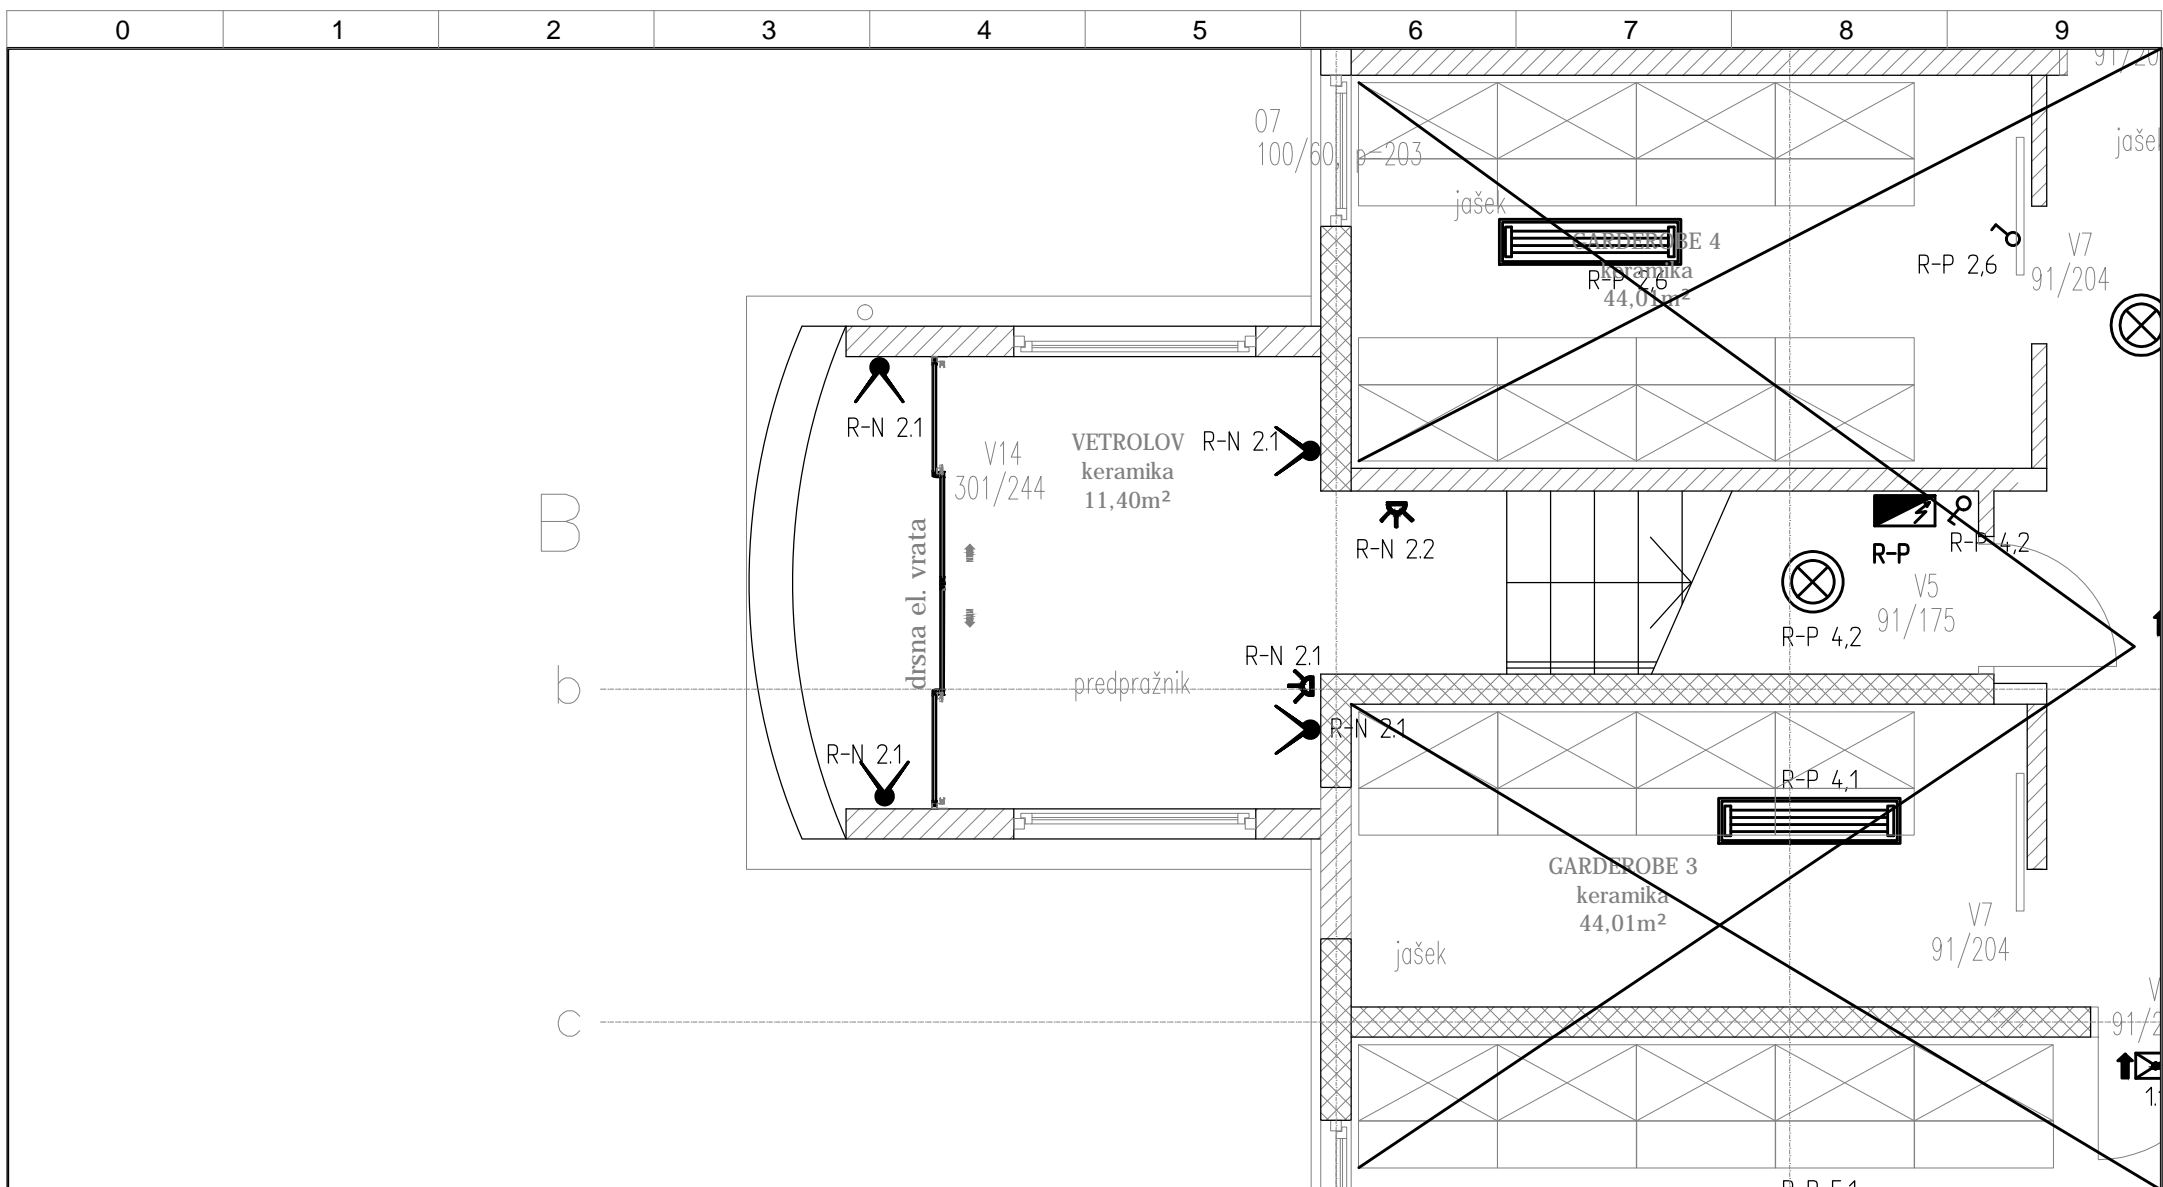 0 1 2 3 4 5 6 7 8 9
O7
100/60, p=203
jašek
GARDEROBE 4
keramika
44,01m²
R-P 2,6
R-P 2,6
V7
91/204
R-N 2.1
V14
301/244
VETROLOV
keramika
11,40m²
R-N 2.1
B
drsna el. vrata
R-N 2.2
R-P
R-P 4,2
V5
91/175
R-P 4,2
R-N 2.1
b
predpražnik
R-N 2.1
R-N 2.1
R-P 4,1
GARDEROBE 3
keramika
44,01m²
V7
91/204
jašek
c